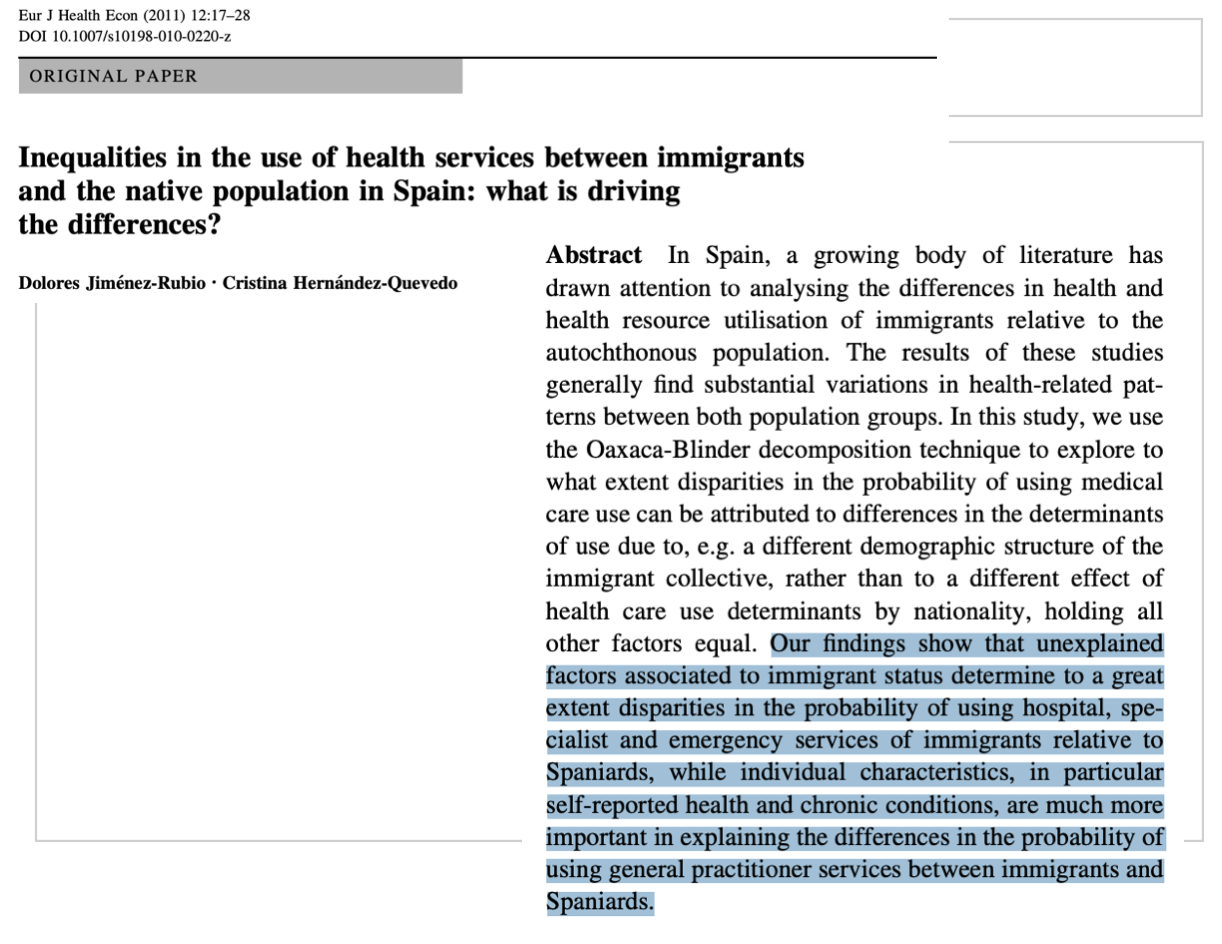 Eur J Health Econ (2011) 12:17–28
DOI 10.1007/s10198-010-0220-z
ORIGINAL PAPER
Inequalities in the use of health services between immigrants
and the native population in Spain: what is driving
the differences?
Dolores Jiménez-Rubio · Cristina Hernández-Quevedo
Abstract In Spain, a growing body of literature has
drawn attention to analysing the differences in health and
health resource utilisation of immigrants relative to the
autochthonous population. The results of these studies
generally find substantial variations in health-related pat-
terns between both population groups. In this study, we use
the Oaxaca-Blinder decomposition technique to explore to
what extent disparities in the probability of using medical
care use can be attributed to differences in the determinants
of use due to, e.g. a different demographic structure of the
immigrant collective, rather than to a different effect of
health care use determinants by nationality, holding all
other factors equal. Our findings show that unexplained
factors associated to immigrant status determine to a great
extent disparities in the probability of using hospital, spe-
cialist and emergency services of immigrants relative to
Spaniards, while individual characteristics, in particular
self-reported health and chronic conditions, are much more
important in explaining the differences in the probability of
using general practitioner services between immigrants and
Spaniards.